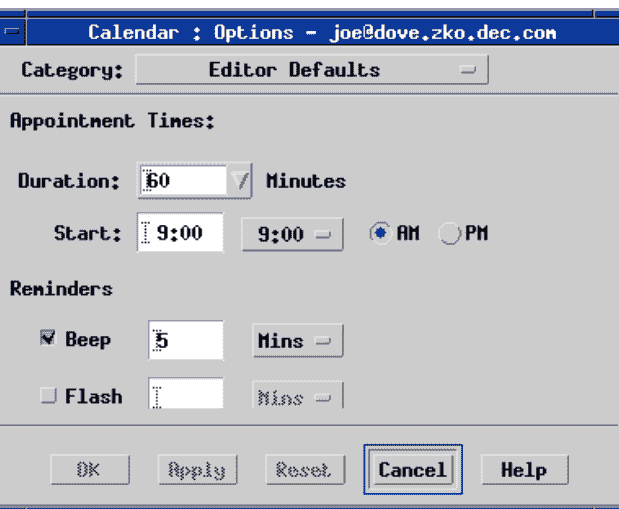 Calendar : Options - joe@dove.zko.dec.com
Category: Editor Defaults
Appointment Times:
Duration: 60 Minutes
Start: 9:00 9:00 AM PM
Reminders
Beep 5 Mins
Flash Mins
OK Apply Reset Cancel Help